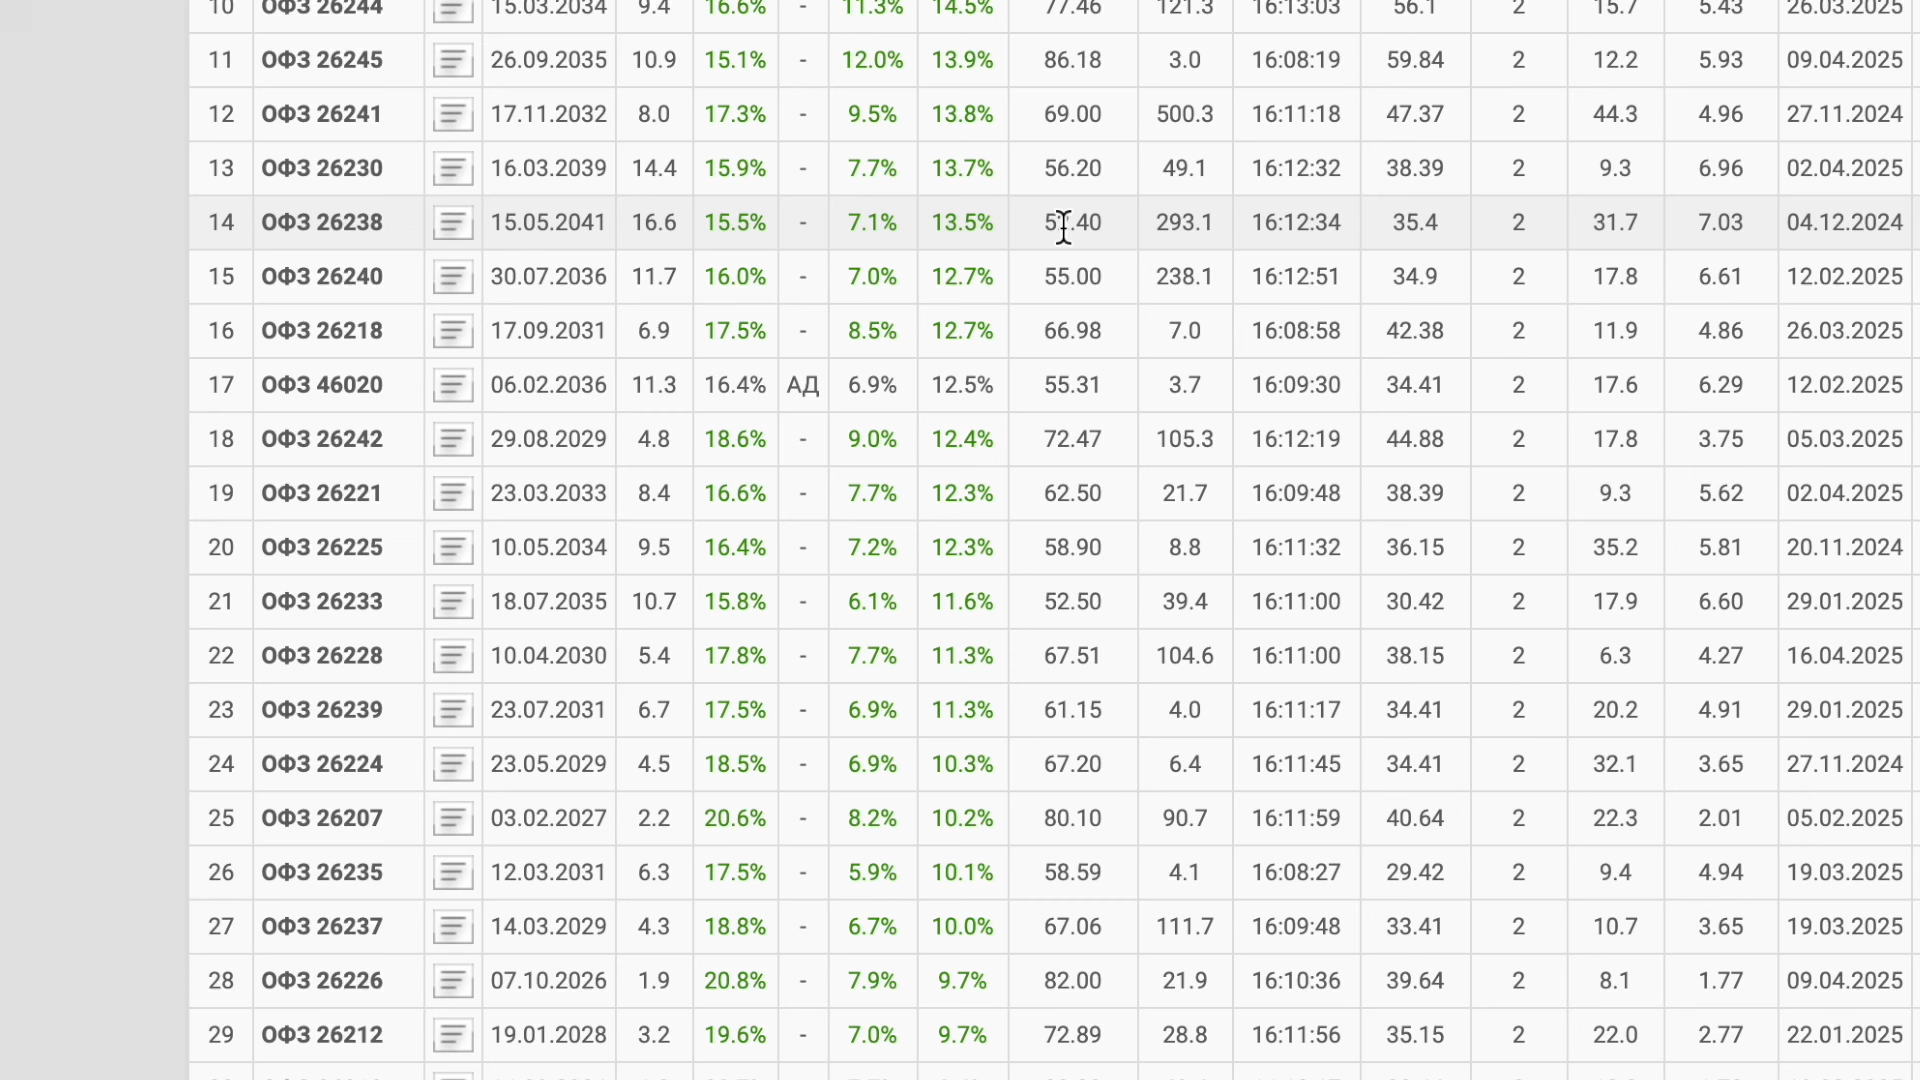 10 ОФЗ 26244 15.03.2034 9.4 16.6% - 11.3% 14.5% 77.46 121.3 16:13:03 56.1 2 15.7 5.43 26.03.2025
11 ОФЗ 26245 26.09.2035 10.9 15.1% - 12.0% 13.9% 86.18 3.0 16:08:19 59.84 2 12.2 5.93 09.04.2025
12 ОФЗ 26241 17.11.2032 8.0 17.3% - 9.5% 13.8% 69.00 500.3 16:11:18 47.37 2 44.3 4.96 27.11.2024
13 ОФЗ 26230 16.03.2039 14.4 15.9% - 7.7% 13.7% 56.20 49.1 16:12:32 38.39 2 9.3 6.96 02.04.2025
14 ОФЗ 26238 15.05.2041 16.6 15.5% - 7.1% 13.5% 293.1 16:12:34 35.4 2 31.7 7.03 04.12.2024
15 ОФЗ 26240 30.07.2036 11.7 16.0% - 7.0% 12.7% 55.00 238.1 16:12:51 34.9 2 17.8 6.61 12.02.2025
16 ОФЗ 26218 17.09.2031 6.9 17.5% - 8.5% 12.7% 66.98 7.0 16:08:58 42.38 2 11.9 4.86 26.03.2025
17 ОФЗ 46020 06.02.2036 11.3 16.4% АД 6.9% 12.5% 55.31 3.7 16:09:30 34.41 2 17.6 6.29 12.02.2025
18 ОФЗ 26242 29.08.2029 4.8 18.6% - 9.0% 12.4% 72.47 105.3 16:12:19 44.88 2 17.8 3.75 05.03.2025
19 ОФЗ 26221 23.03.2033 8.4 16.6% - 7.7% 12.3% 62.50 21.7 16:09:48 38.39 2 9.3 5.62 02.04.2025
20 ОФЗ 26225 10.05.2034 9.5 16.4% - 7.2% 12.3% 58.90 8.8 16:11:32 36.15 2 35.2 5.81 20.11.2024
21 ОФЗ 26233 18.07.2035 10.7 15.8% - 6.1% 11.6% 52.50 39.4 16:11:00 30.42 2 17.9 6.60 29.01.2025
22 ОФЗ 26228 10.04.2030 5.4 17.8% - 7.7% 11.3% 67.51 104.6 16:11:00 38.15 2 6.3 4.27 16.04.2025
23 ОФЗ 26239 23.07.2031 6.7 17.5% - 6.9% 11.3% 61.15 4.0 16:11:17 34.41 2 20.2 4.91 29.01.2025
24 ОФЗ 26224 23.05.2029 4.5 18.5% - 6.9% 10.3% 67.20 6.4 16:11:45 34.41 2 32.1 3.65 27.11.2024
25 ОФЗ 26207 03.02.2027 2.2 20.6% - 8.2% 10.2% 80.10 90.7 16:11:59 40.64 2 22.3 2.01 05.02.2025
26 ОФЗ 26235 12.03.2031 6.3 17.5% - 5.9% 10.1% 58.59 4.1 16:08:27 29.42 2 9.4 4.94 19.03.2025
27 ОФЗ 26237 14.03.2029 4.3 18.8% - 6.7% 10.0% 67.06 111.7 16:09:48 33.41 2 10.7 3.65 19.03.2025
28 ОФЗ 26226 07.10.2026 1.9 20.8% - 7.9% 9.7% 82.00 21.9 16:10:36 39.64 2 8.1 1.77 09.04.2025
29 ОФЗ 26212 19.01.2028 3.2 19.6% - 7.0% 9.7% 72.89 28.8 16:11:56 35.15 2 22.0 2.77 22.01.2025